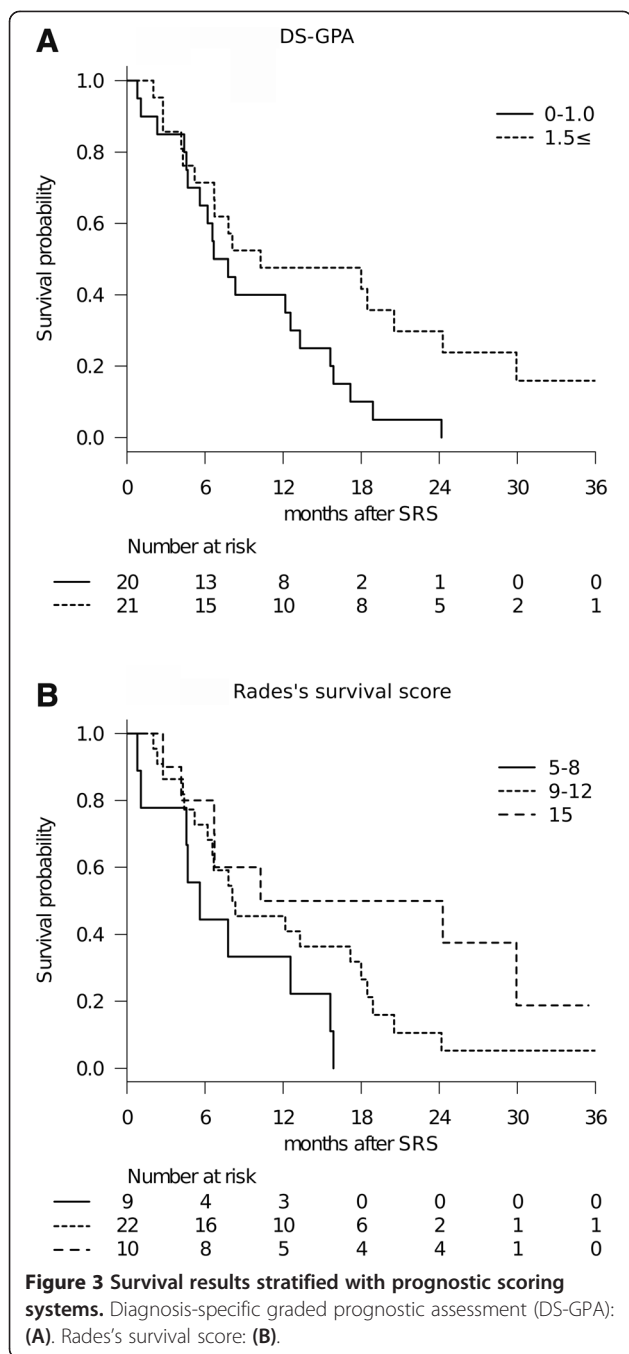 A
DS-GPA
Survival probability
1.0
0.8
0.6
0.4
0.2
0.0
0-1.0
1.5≤
0 6 12 18 24 30 36
months after SRS
Number at risk
20 13 8 2 1 0 0
21 15 10 8 5 2 1
B
Rades's survival score
Survival probability
1.0
0.8
0.6
0.4
0.2
0.0
5-8
9-12
15
0 6 12 18 24 30 36
months after SRS
Number at risk
9 4 3 0 0 0 0
22 16 10 6 2 1 1
10 8 5 4 4 1 0
Figure 3 Survival results stratified with prognostic scoring
systems. Diagnosis-specific graded prognostic assessment (DS-GPA):
(A). Rades's survival score: (B).